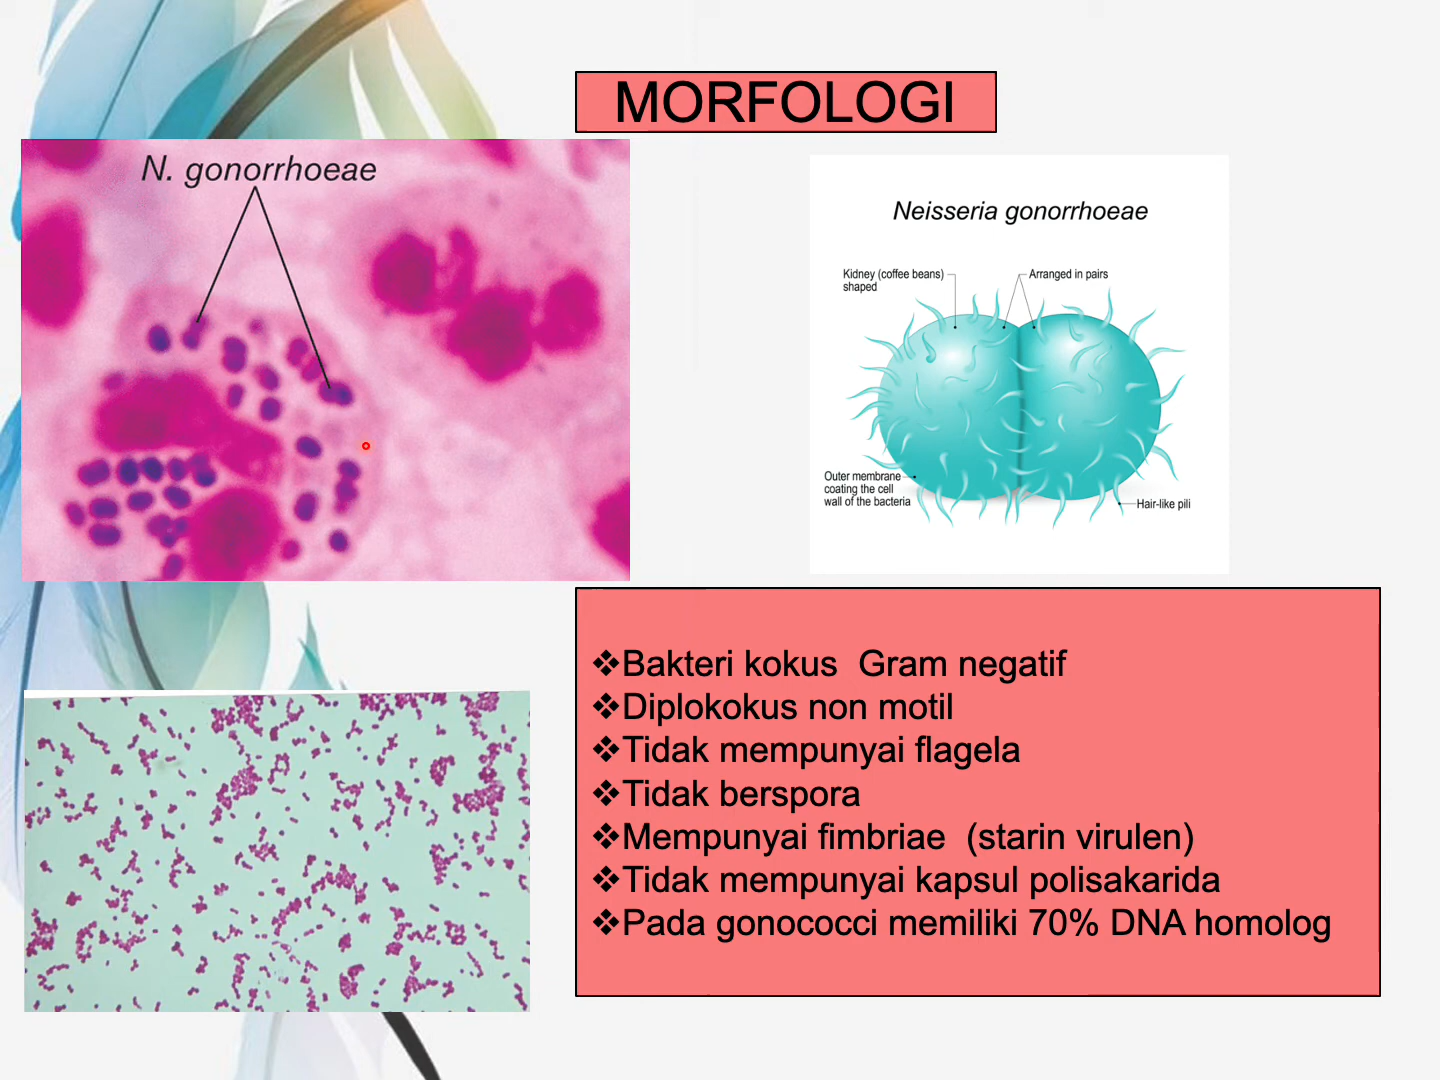 MORFOLOGI
N. gonorrhoeae
Neisseria gonorrhoeae
Kidney (coffee beans)
shaped
Arranged in pairs
Outer membrane
coating the cell
wall of the bacteria
Hair-like pili
❖Bakteri kokus  Gram negatif
❖Diplokokus non motil
❖Tidak mempunyai flagela
❖Tidak berspora
❖Mempunyai fimbriae  (starin virulen)
❖Tidak mempunyai kapsul polisakarida
❖Pada gonococci memiliki 70% DNA homolog